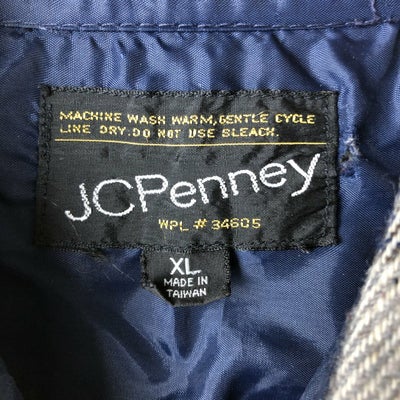 MACHINE WASH WARM, GENTLE CYCLE
LINE DRY. DO NOT USE BLEACH.
JCPenney
WPL # 34605
XL
MADE IN
TAIWAN